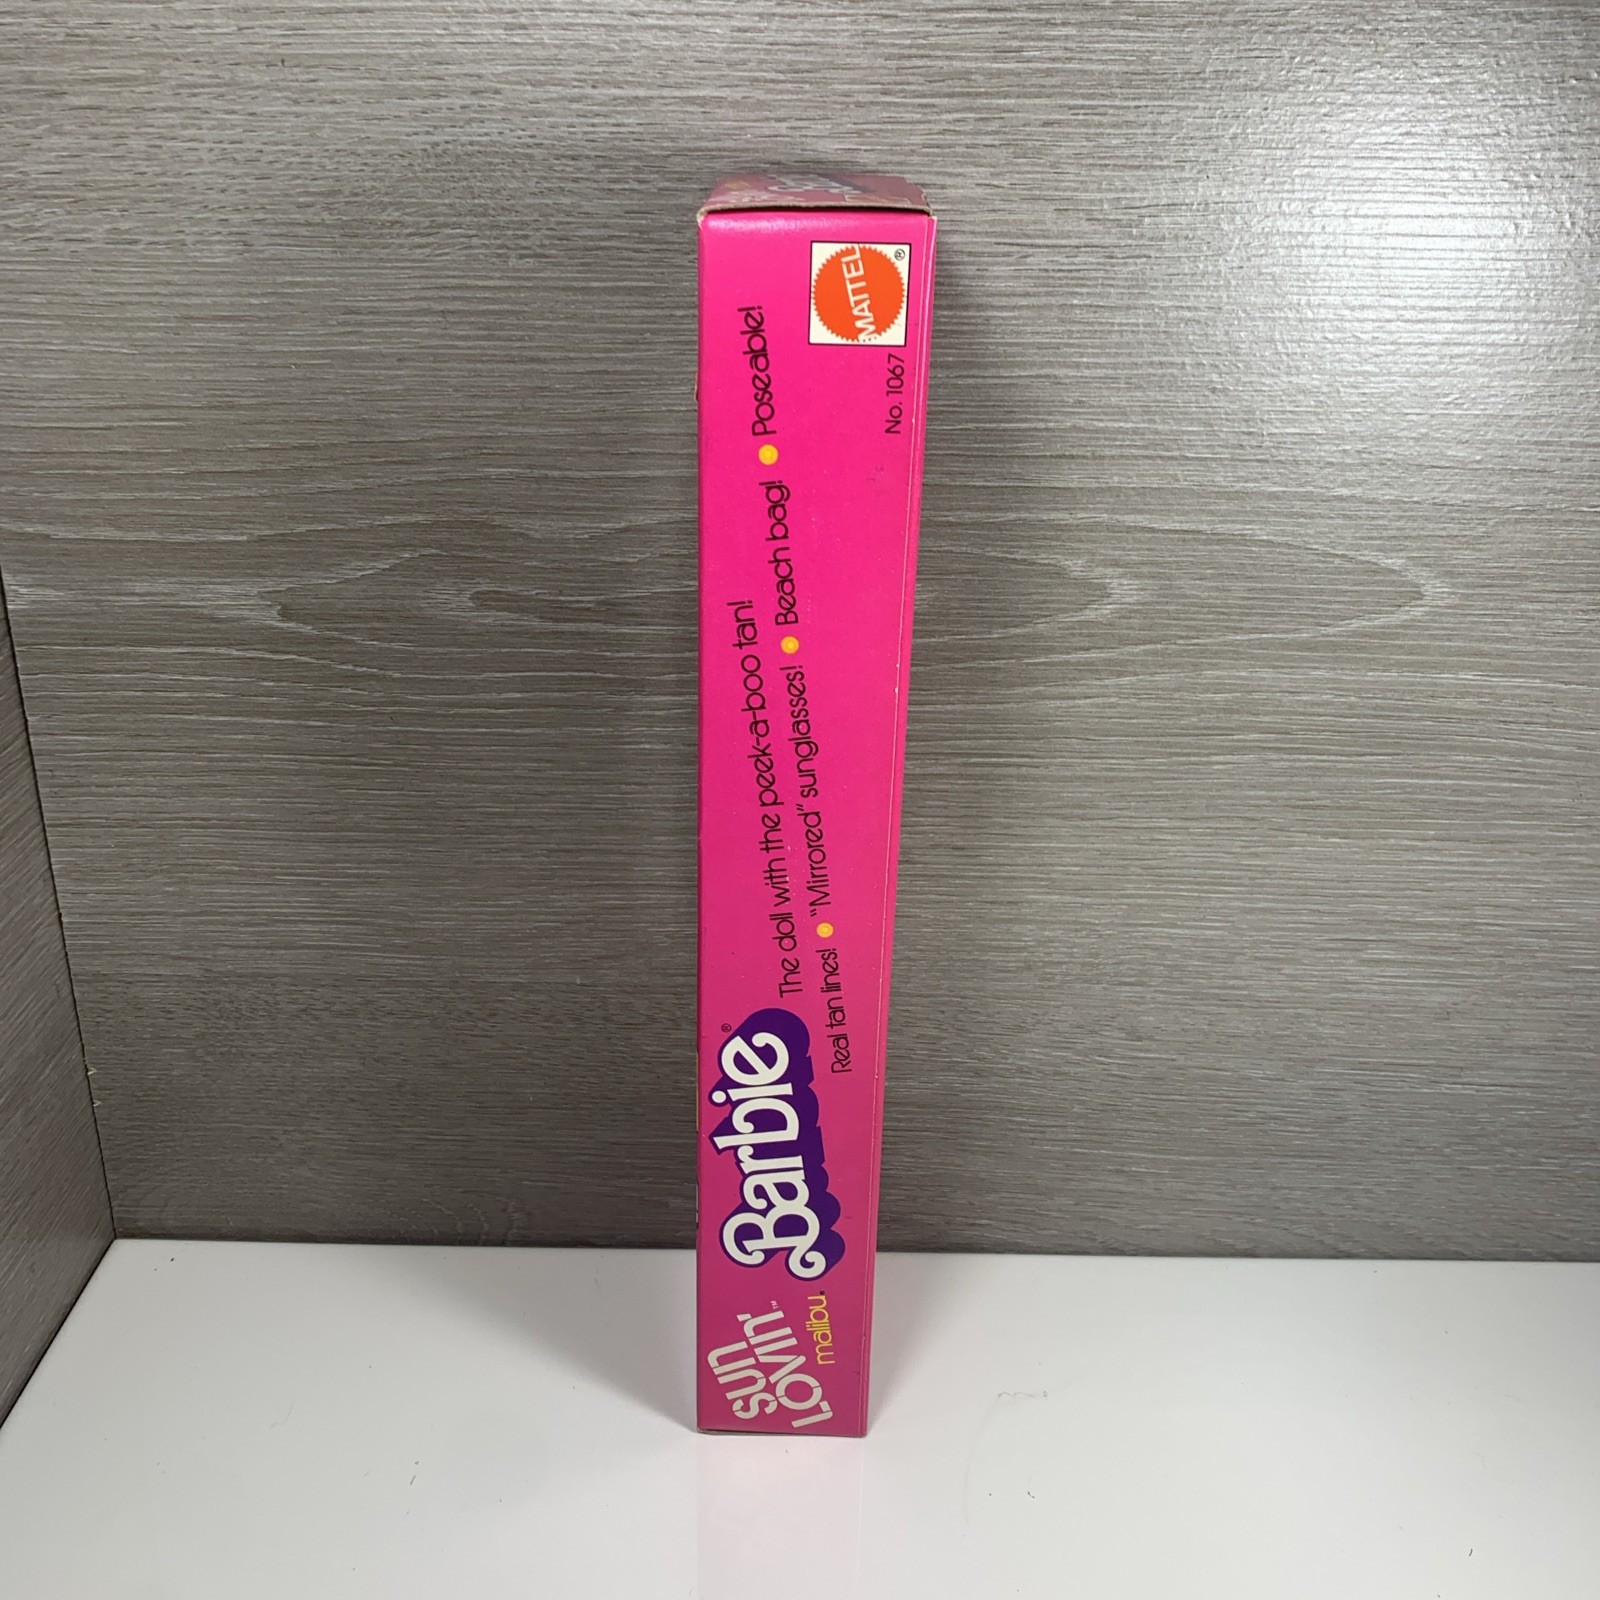 SUN
LOVIN'™
malibu®
Barbie®
The doll with the peek-a-boo tan!
Real tan lines! ● "Mirrored" sunglasses! ● Beach bag! ● Poseable!
No. 1067
MATTEL®